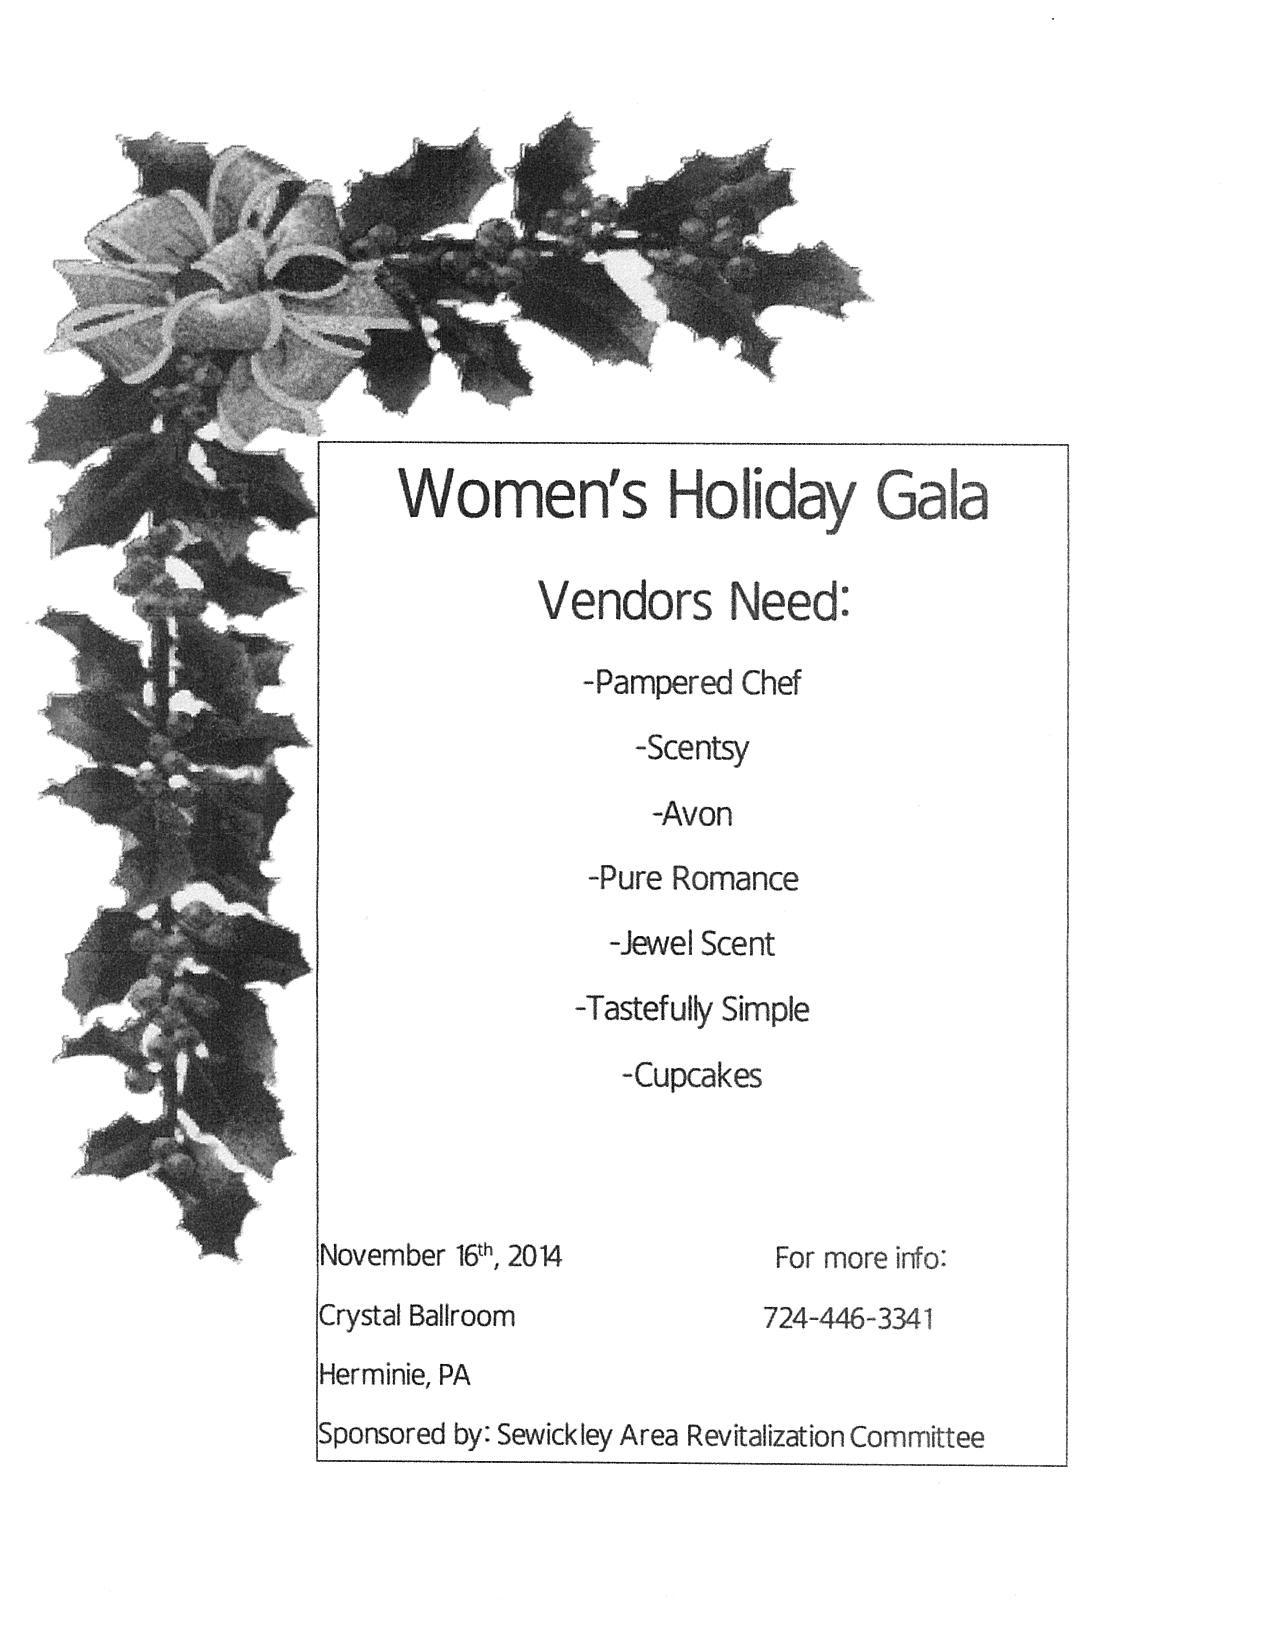 Women's Holiday Gala
Vendors Need:
-Pampered Chef
-Scentsy
-Avon
-Pure Romance
-Jewel Scent
-Tastefully Simple
-Cupcakes
November 16th, 2014
For more info:
Crystal Ballroom
724-446-3341
Herminie, PA
Sponsored by: Sewickley Area Revitalization Committee